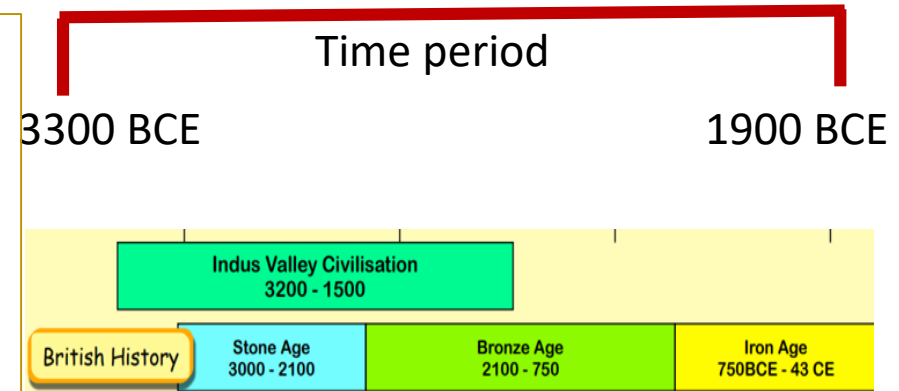 Time period
3300 BCE 1900 BCE
Indus Valley Civilisation
3200 - 1500
British History
Stone Age
3000 - 2100
Bronze Age
2100 - 750
Iron Age
750BCE - 43 CE